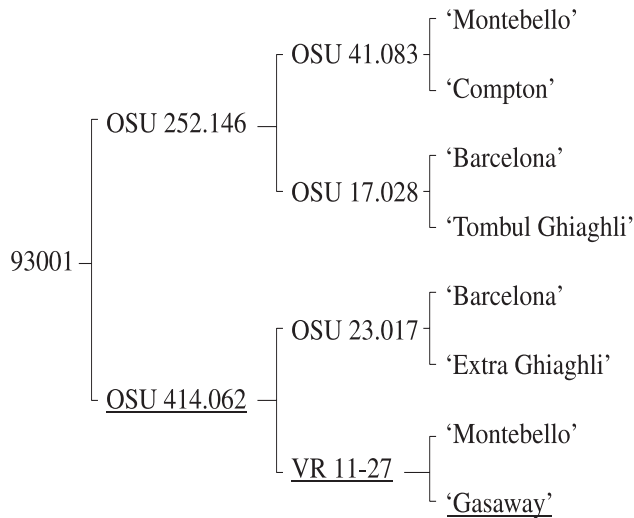 ‘Montebello’
OSU 41.083
‘Compton’
OSU 252.146
‘Barcelona’
OSU 17.028
‘Tombul Ghiaghli’
93001
‘Barcelona’
OSU 23.017
‘Extra Ghiaghli’
OSU 414.062
‘Montebello’
VR 11-27
‘Gasaway’